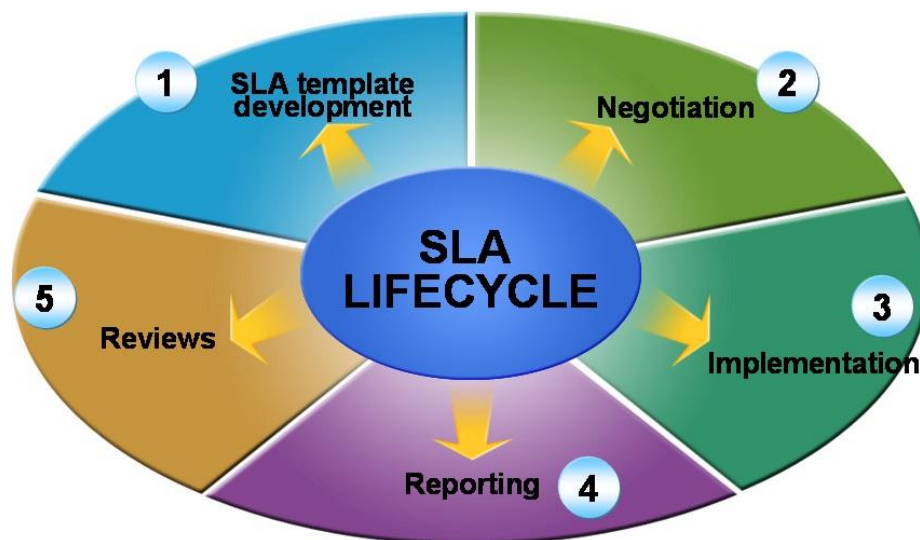 1
SLA template
development
2
Negotiation
SLA
LIFECYCLE
3
Implementation
4
Reporting
5
Reviews